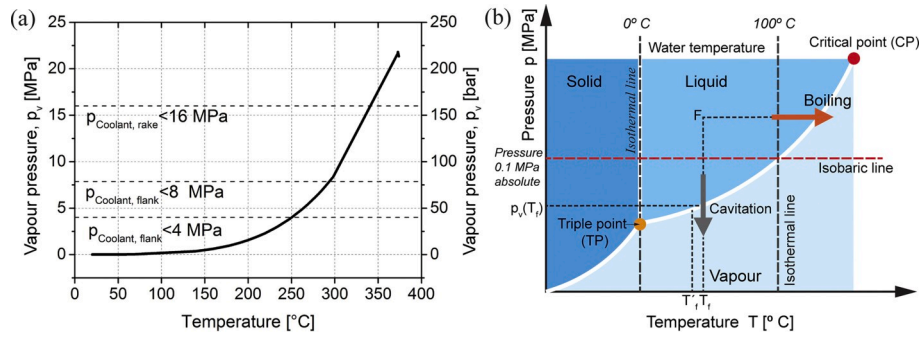 (a)
Vapour pressure, pv [MPa]
25
20
15
10
5
0
pCoolant, rake<16 MPa
pCoolant, flank<8 MPa
pCoolant, flank<4 MPa
250
200
150
100
50
0
Vapour pressure, pv [bar]
0 50 100 150 200 250 300 350 400
Temperature [°C]
(b)
Pressure p [MPa]
0º C
100º C
Critical point (CP)
Water temperature
Solid
Liquid
Isothermal line
Boiling
F
Pressure
0.1 MPa
absolute
Isobaric line
pv(Tf)
Cavitation
Triple point
(TP)
Isothermal line
Vapour
T´f Tf
Temperature T [º C]